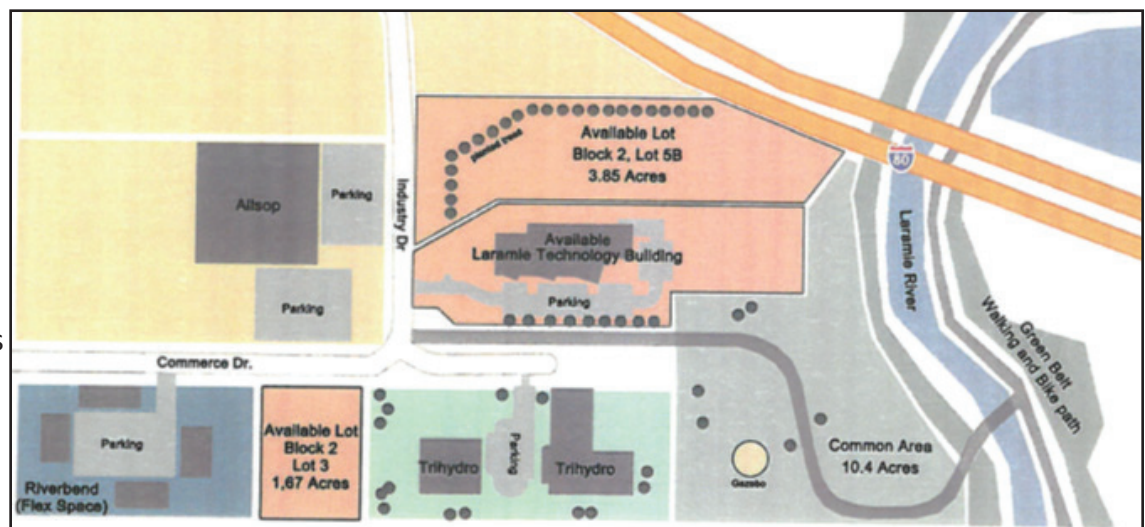 Available Lot
Block 2, Lot 5B
3.85 Acres
planted trees
80
Allsop
Parking
Industry Dr
Available
Laramie Technology Building
Parking
Laramie River
Parking
Green Belt
Walking and Bike path
s
Commerce Dr.
Parking
Riverbend
(Flex Space)
Available Lot
Block 2
Lot 3
1,67 Acres
Trihydro
Parking
Trihydro
Gazebo
Common Area
10.4 Acres